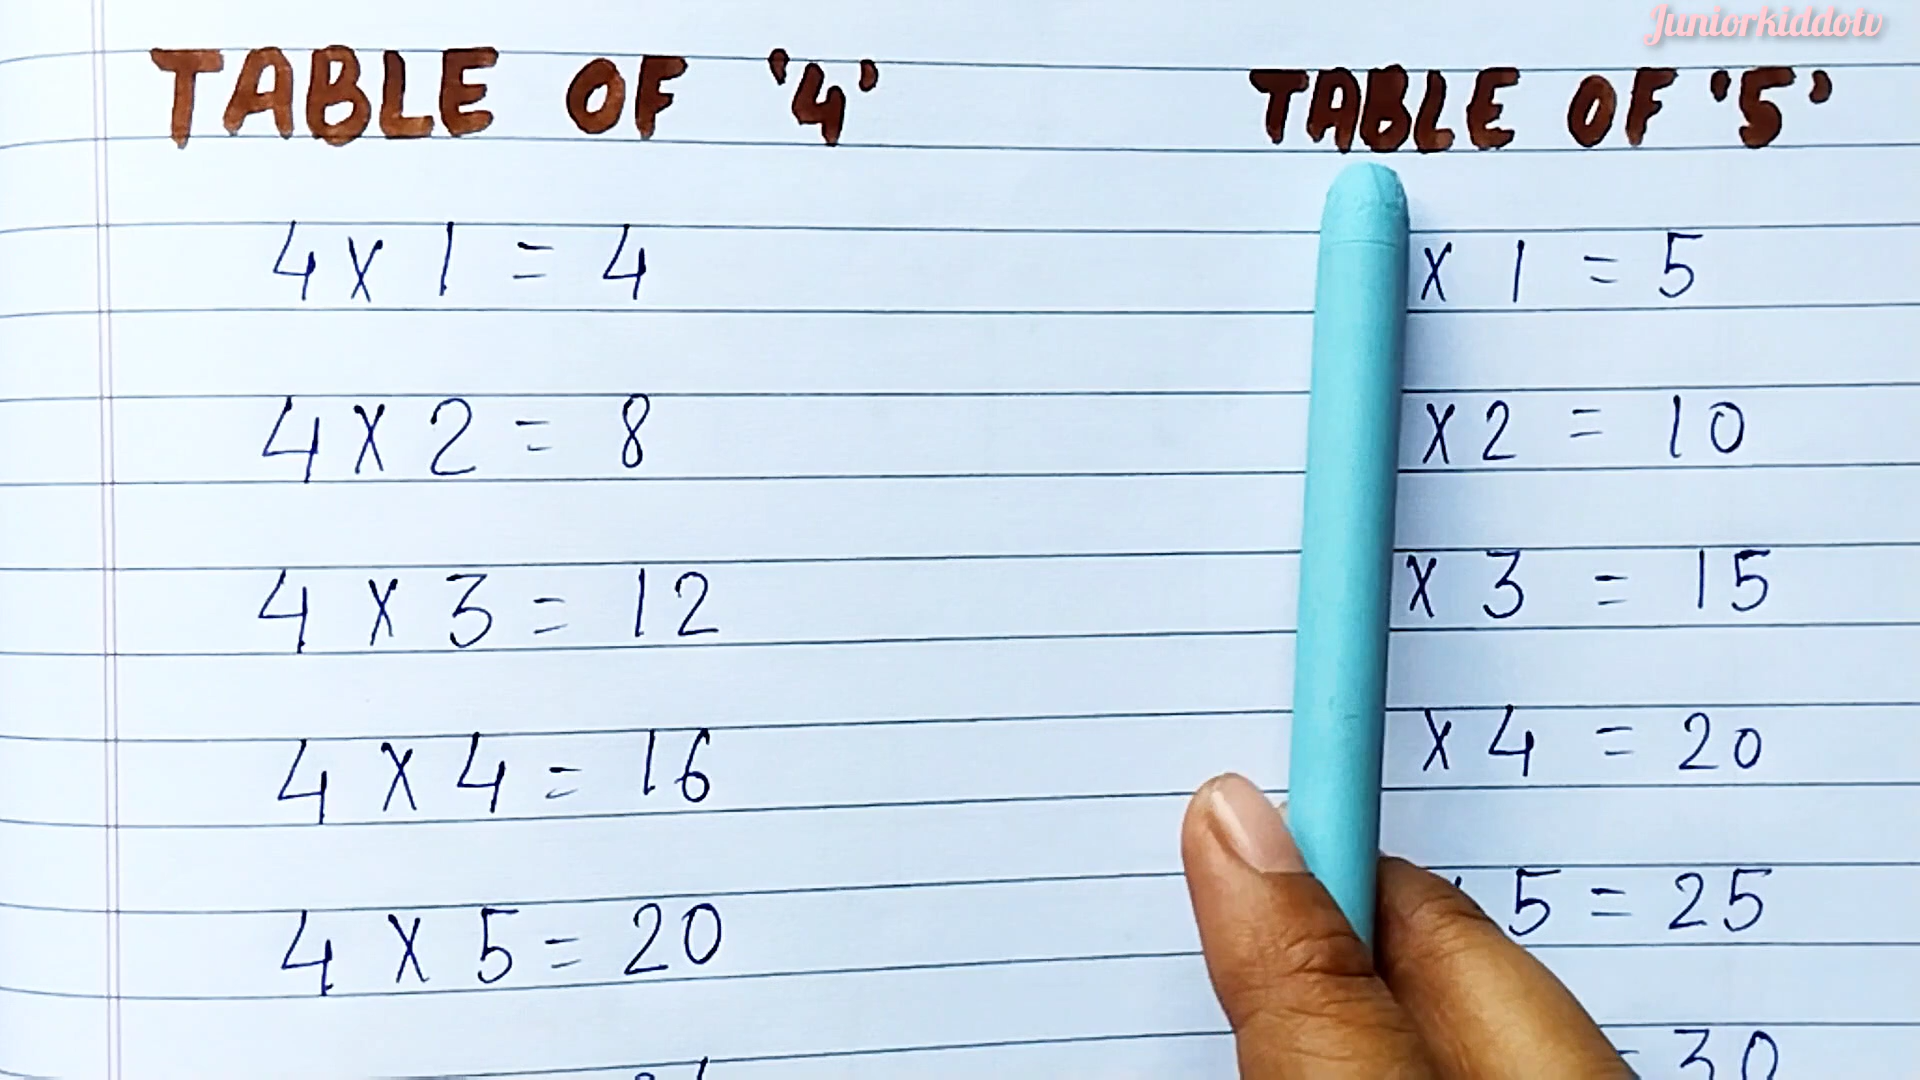 Juniorkiddotv
TABLE OF '4'
4 X 1 = 4
4 X 2 = 8
4 X 3 = 12
4 X 4 = 16
4 X 5 = 20
TABLE OF '5'
X 1 = 5
X 2 = 10
X 3 = 15
X 4 = 20
5 = 25
= 30